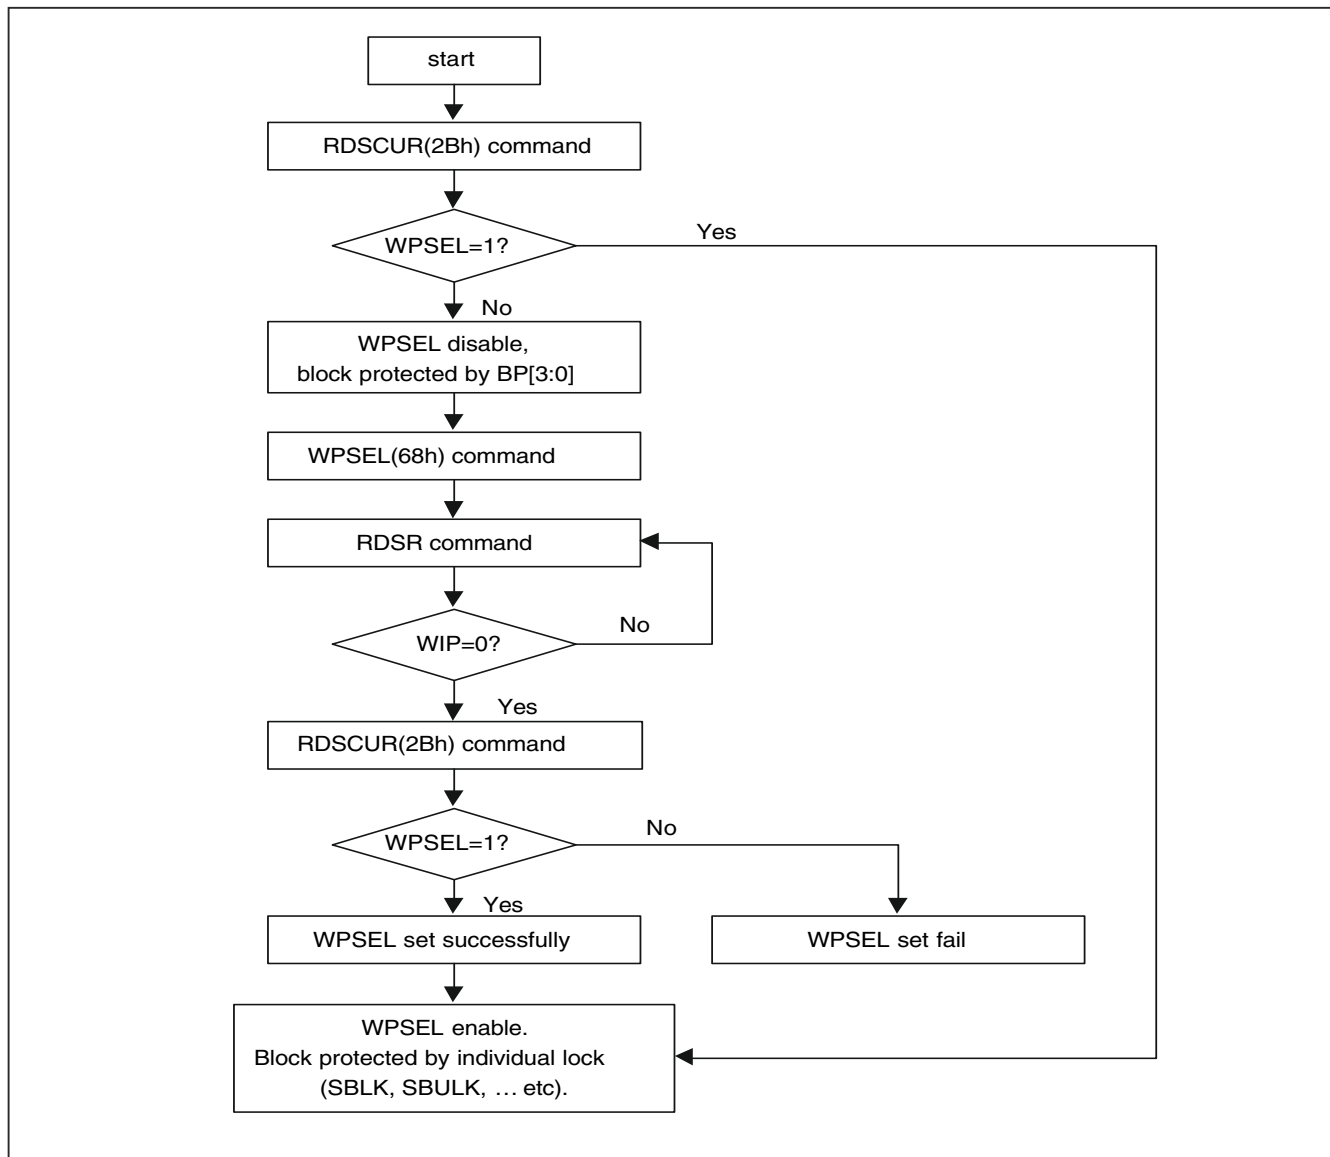 start
RDSCUR(2Bh) command
WPSEL=1?
Yes
No
WPSEL disable,
block protected by BP[3:0]
WPSEL(68h) command
RDSR command
WIP=0?
No
Yes
RDSCUR(2Bh) command
WPSEL=1?
No
Yes
WPSEL set successfully
WPSEL set fail
WPSEL enable.
Block protected by individual lock
(SBLK, SBULK, … etc).